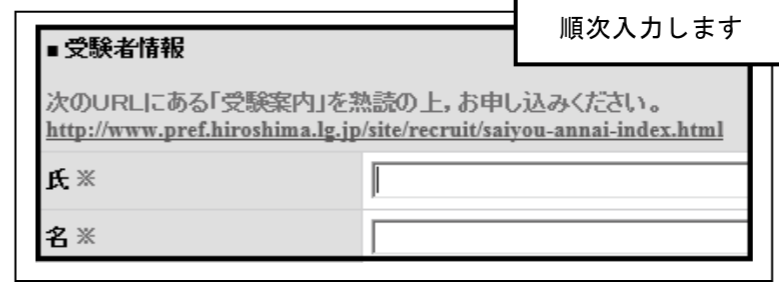 順次入力します
■受験者情報
次のURLにある「受験案内」を熟読の上，お申し込みください。
http://www.pref.hiroshima.lg.jp/site/recruit/saiyou-annai-index.html
氏※
名※